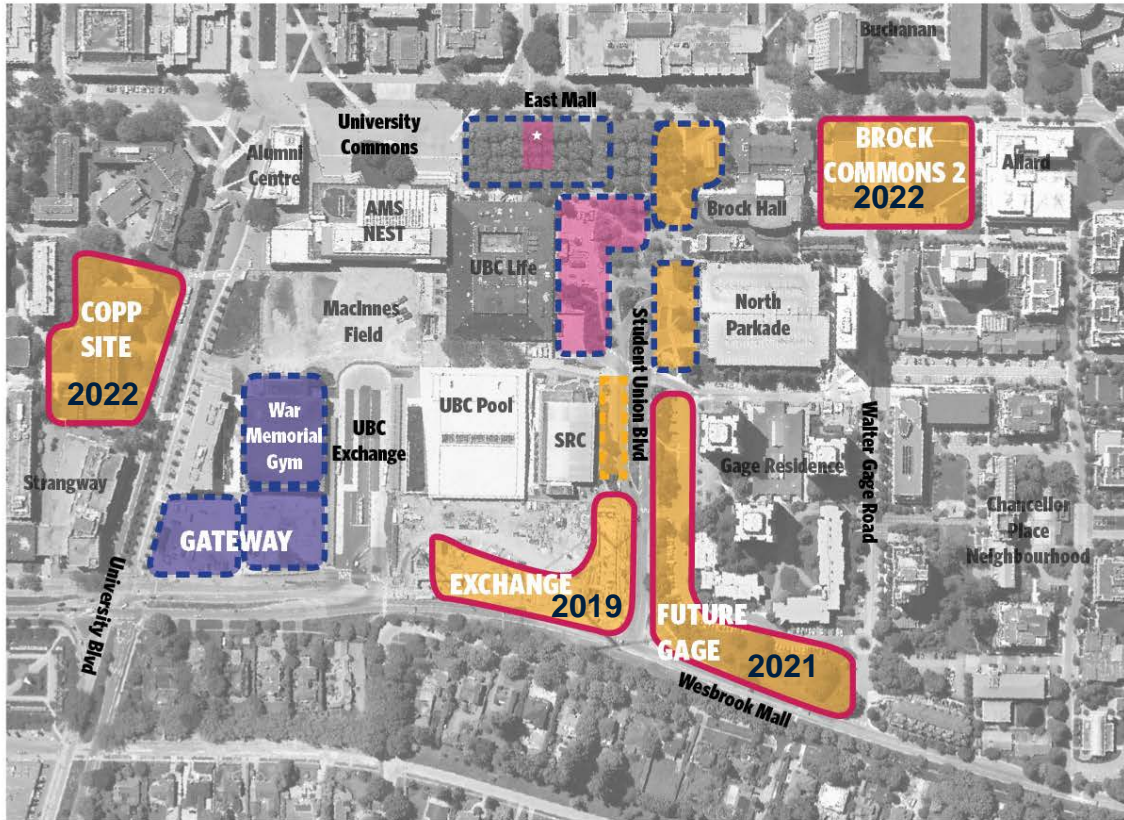 Buchanan
East Mall
University
Commons
Alumni
Centre
BROCK
COMMONS 2
2022
Allard
AMS
NEST
Brock Hall
UBC Life
COPP
SITE
2022
MacInnes
Field
North
Parkade
Student Union Blvd
War
Memorial
Gym
UBC
Exchange
UBC Pool
SRC
Gage Residence
Walter Gage Road
Strangway
GATEWAY
Chancellor
Place
Neighbourhood
University Blvd
EXCHANGE
2019
FUTURE
GAGE
2021
Wesbrook Mall